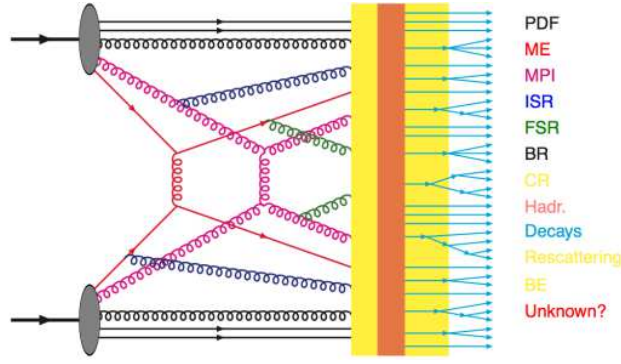 PDF
ME
MPI
ISR
FSR
BR
CR
Hadr.
Decays
Rescattering
BE
Unknown?